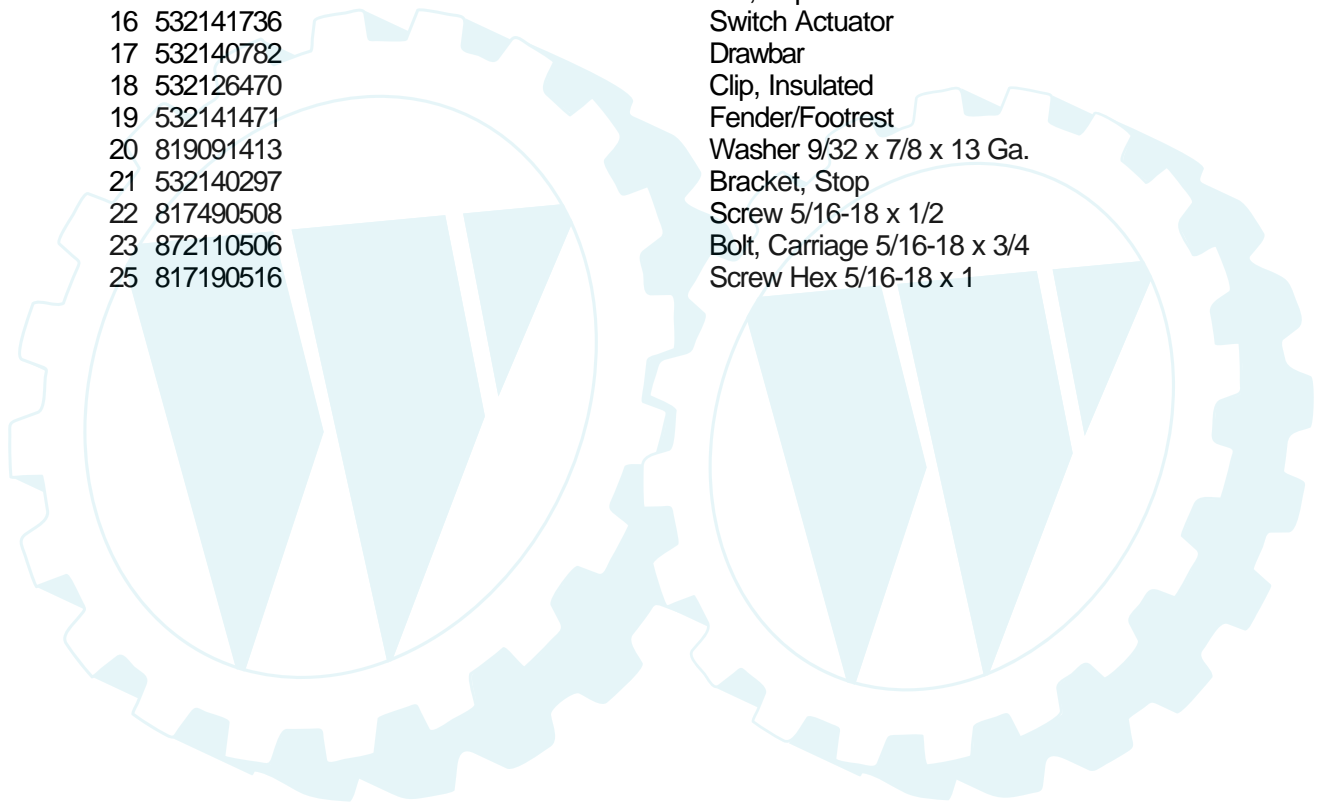 16 532141736 Switch Actuator
17 532140782 Drawbar
18 532126470 Clip, Insulated
19 532141471 Fender/Footrest
20 819091413 Washer 9/32 x 7/8 x 13 Ga.
21 532140297 Bracket, Stop
22 817490508 Screw 5/16-18 x 1/2
23 872110506 Bolt, Carriage 5/16-18 x 3/4
25 817190516 Screw Hex 5/16-18 x 1